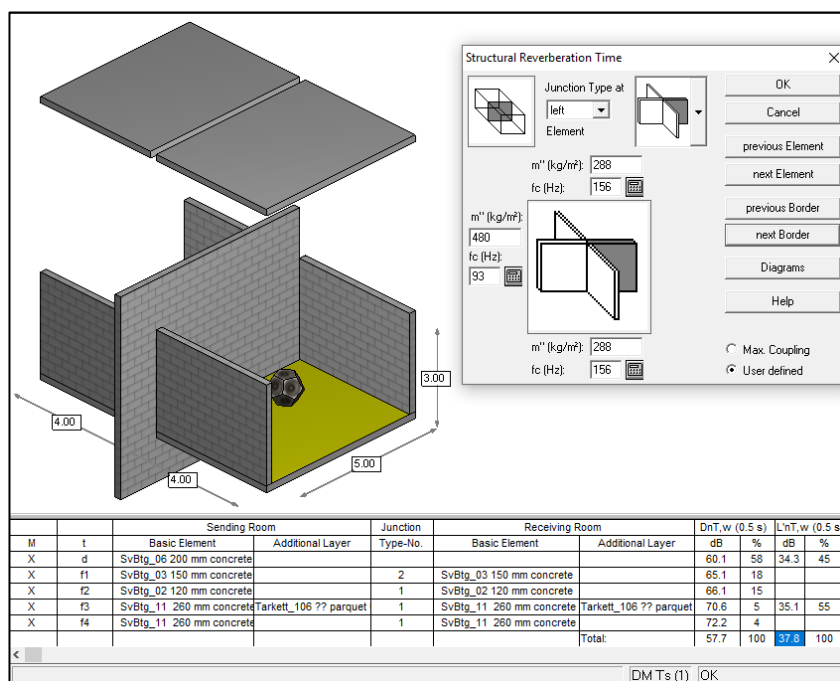 Structural Reverberation Time
Junction Type at
left
Element
m'' (kg/m²): 288
fc (Hz): 156
m'' (kg/m²):
480
fc (Hz):
93
m'' (kg/m²): 288
fc (Hz): 156
OK
Cancel
previous Element
next Element
previous Border
next Border
Diagrams
Help
Max. Coupling
User defined
3.00
4.00
4.00
5.00
Sending Room Junction Receiving Room DnT,w (0.5 s) L'nT,w (0.5 s
M t Basic Element Additional Layer Type-No. Basic Element Additional Layer dB % dB %
X d SvBtg_06 200 mm concrete 60.1 58 34.3 45
X f1 SvBtg_03 150 mm concrete 2 SvBtg_03 150 mm concrete 65.1 18
X f2 SvBtg_02 120 mm concrete 1 SvBtg_02 120 mm concrete 66.1 15
X f3 SvBtg_11 260 mm concrete Tarkett_106 ?? parquet 1 SvBtg_11 260 mm concrete Tarkett_106 ?? parquet 70.6 5 35.1 55
X f4 SvBtg_11 260 mm concrete 1 SvBtg_11 260 mm concrete 72.2 4
Total: 57.7 100 37.8 100
DM Ts (1) OK